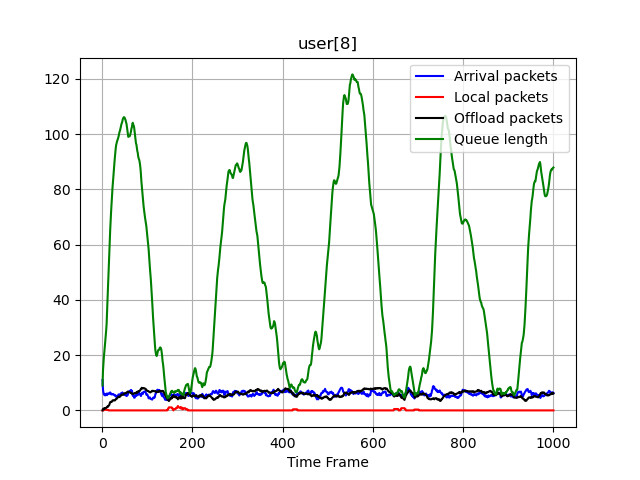 user[8]
Arrival packets
Local packets
Offload packets
Queue length
120
100
80
60
40
20
0
0 200 400 600 800 1000
Time Frame